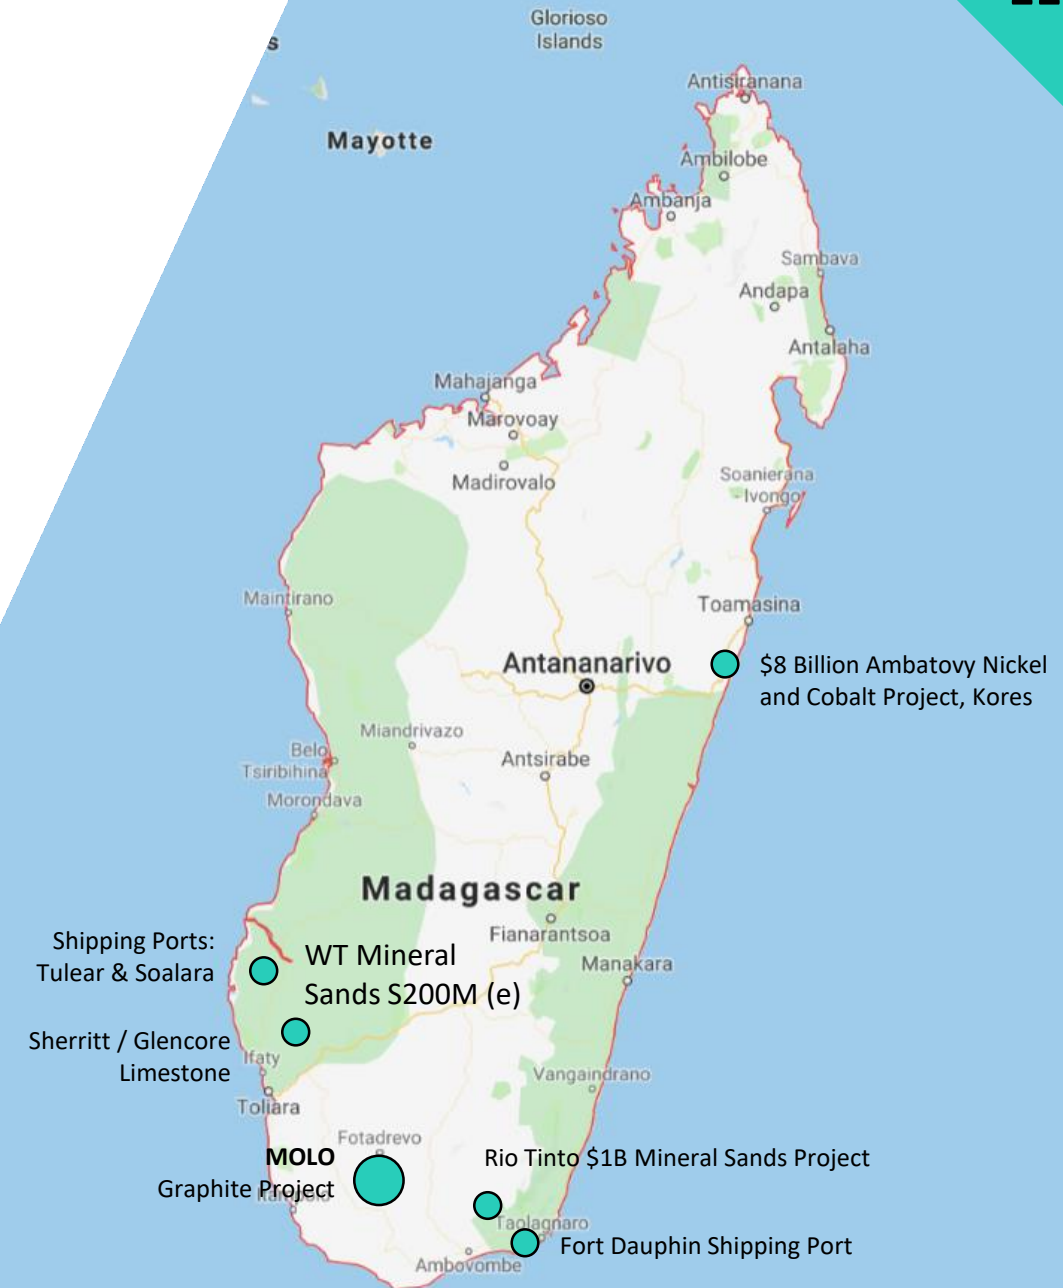 Glorioso
Islands
s
Mayotte
Antisiranana
Ambilobe
Ambanja
Sambava
Andapa
Antalaha
Mahajanga
Marovoay
Madirovalo
Soanierana
-Ivongo
Maintirano
Toamasina
Antananarivo
$8 Billion Ambatovy Nickel
and Cobalt Project, Kores
Miandrivazo
Belo
Tsiribihina
Antsirabe
Morondava
Madagascar
Fianarantsoa
Manakara
Shipping Ports:
Tulear & Soalara
WT Mineral
Sands S200M (e)
Sherritt / Glencore
Limestone
Ifaty
Toliara
Vangaindrano
Fotadrevo
MOLO
Graphite Project
Rio Tinto $1B Mineral Sands Project
Taolagnaro
Fort Dauphin Shipping Port
Ambovombe